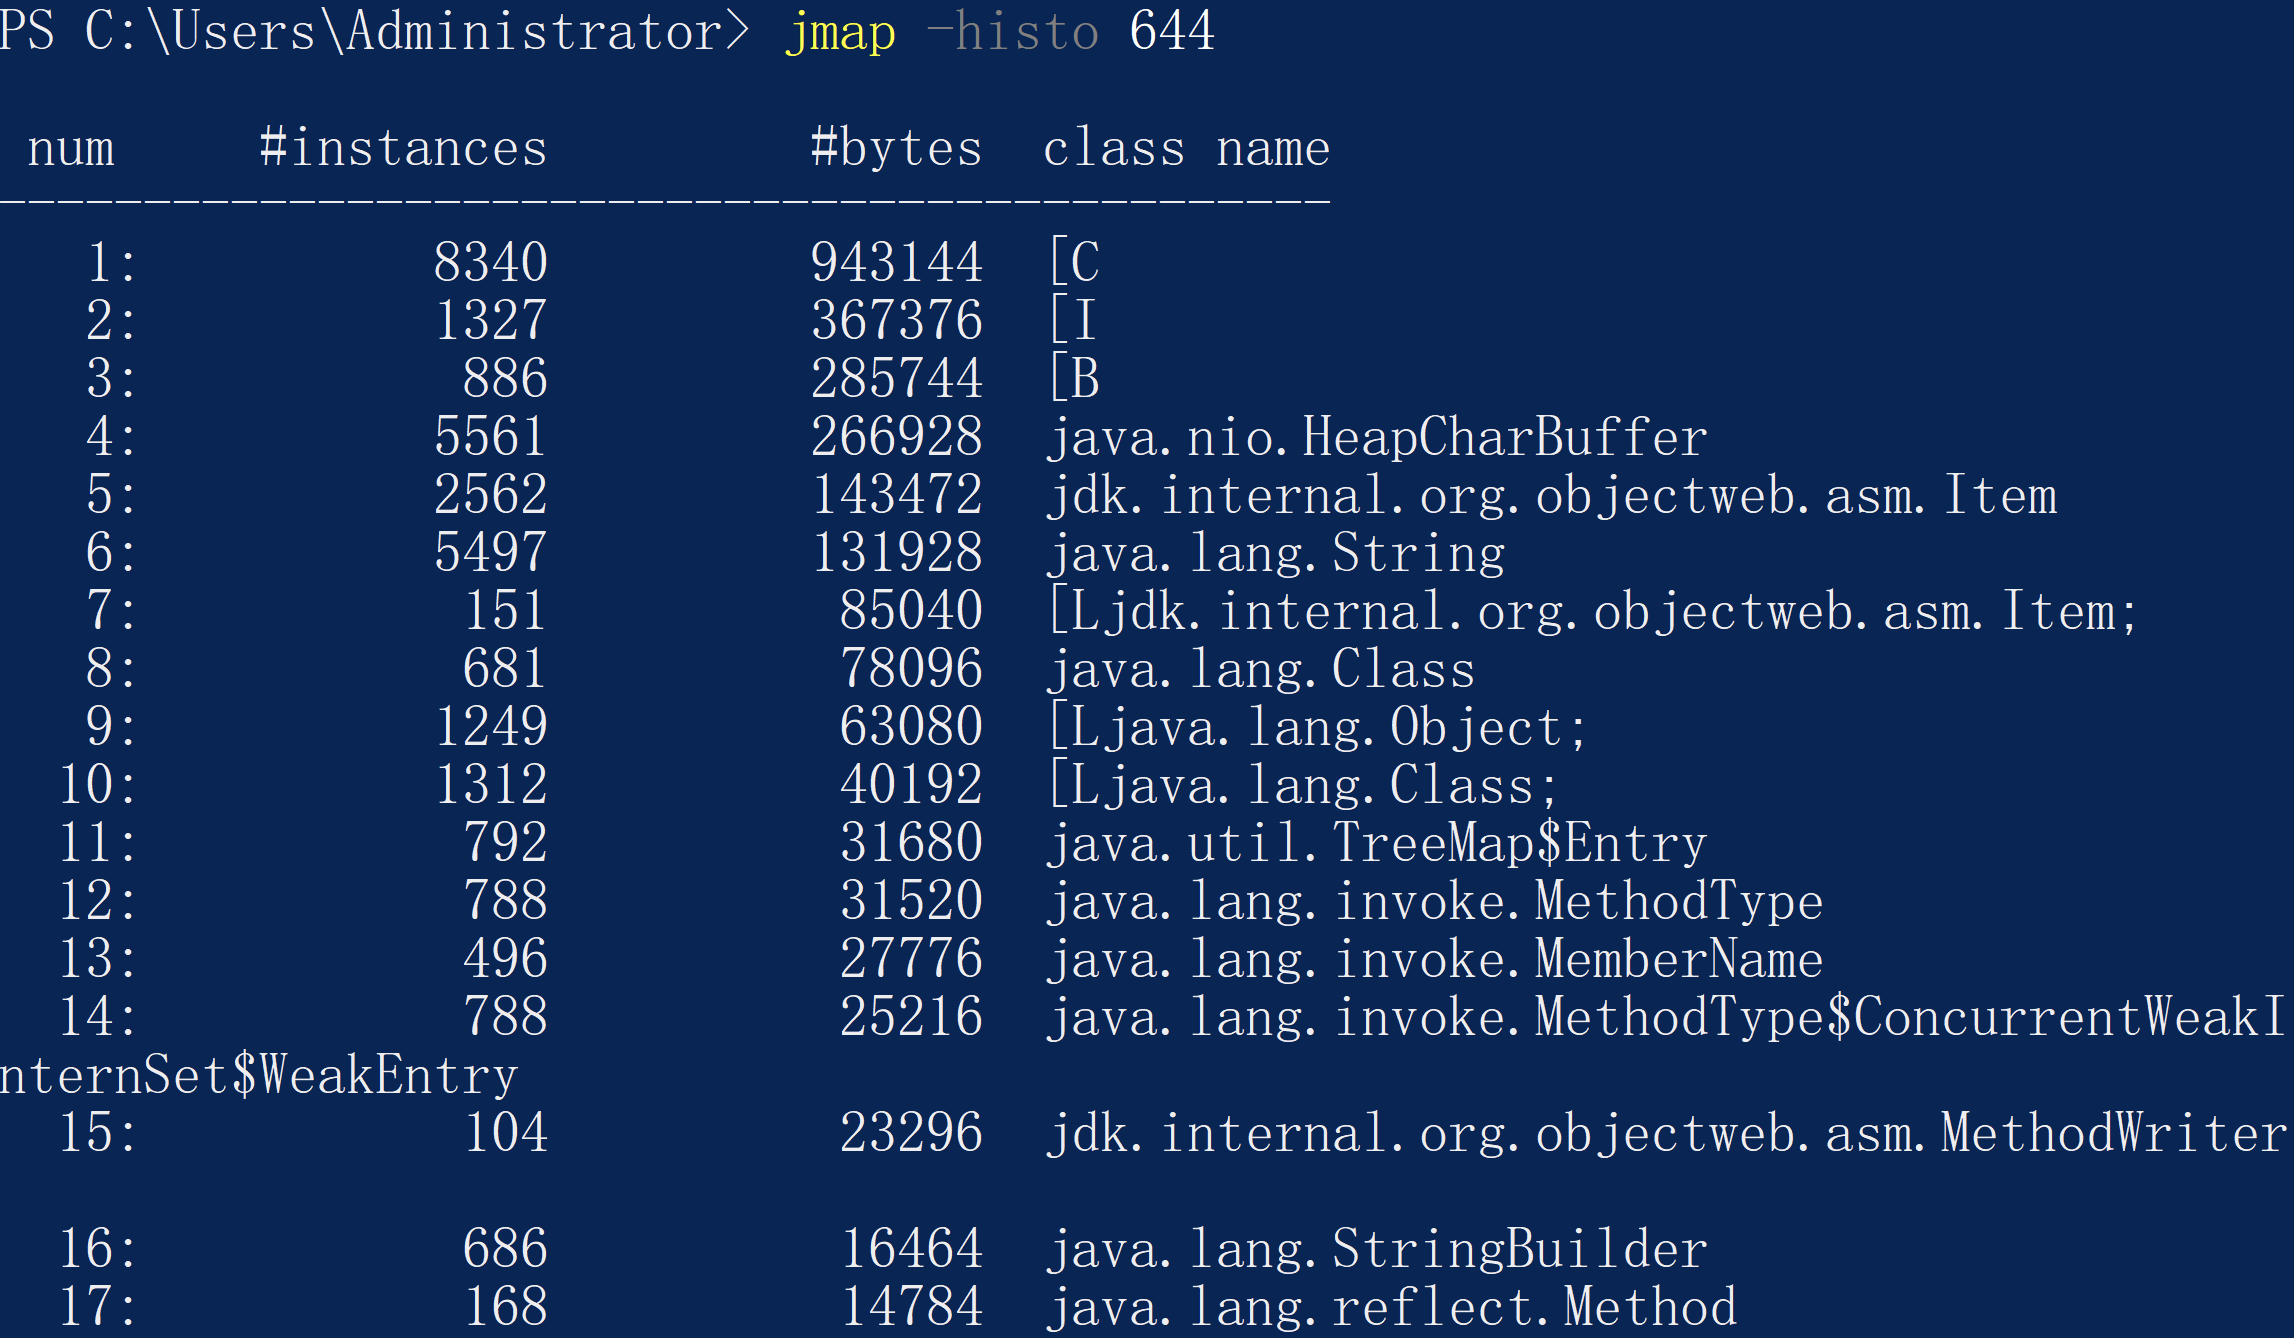 PS C:\Users\Administrator> jmap -histo 644
num #instances #bytes class name
----------------------------------------------
1: 8340 943144 [C
2: 1327 367376 [I
3: 886 285744 [B
4: 5561 266928 java.nio.HeapCharBuffer
5: 2562 143472 jdk.internal.org.objectweb.asm.Item
6: 5497 131928 java.lang.String
7: 151 85040 [Ljdk.internal.org.objectweb.asm.Item;
8: 681 78096 java.lang.Class
9: 1249 63080 [Ljava.lang.Object;
10: 1312 40192 [Ljava.lang.Class;
11: 792 31680 java.util.TreeMap$Entry
12: 788 31520 java.lang.invoke.MethodType
13: 496 27776 java.lang.invoke.MemberName
14: 788 25216 java.lang.invoke.MethodType$ConcurrentWeakI
nternSet$WeakEntry
15: 104 23296 jdk.internal.org.objectweb.asm.MethodWriter
16: 686 16464 java.lang.StringBuilder
17: 168 14784 java.lang.reflect.Method